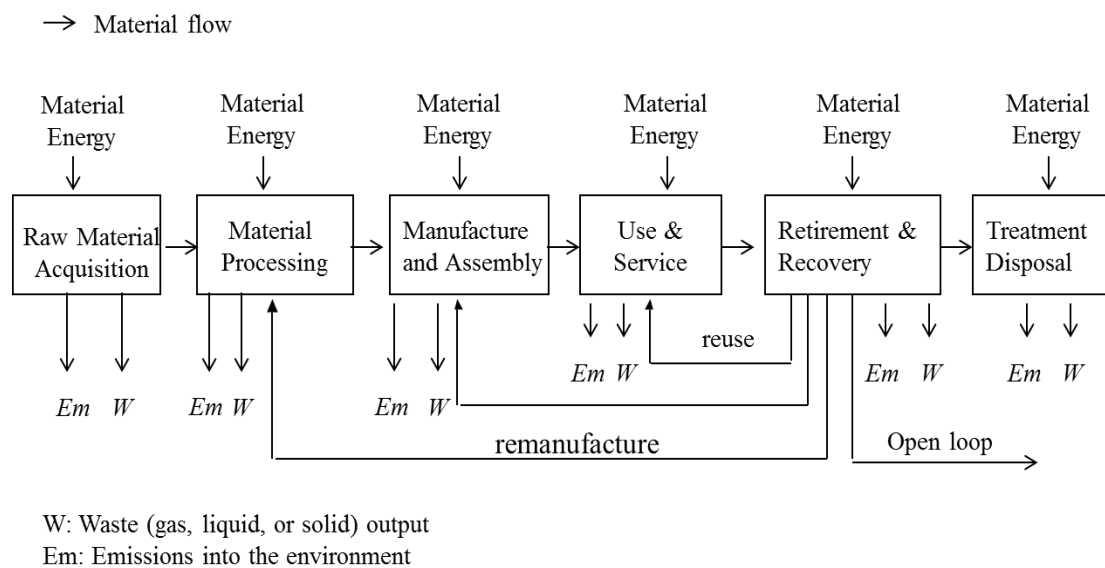 Material flow
Material
Energy
Material
Energy
Material
Energy
Material
Energy
Material
Energy
Material
Energy
Raw Material
Acquisition
Material
Processing
Manufacture
and Assembly
Use &
Service
Retirement &
Recovery
Treatment
Disposal
reuse
Em W
Em W
Em W
Em W
Em W
Em W
remanufacture
Open loop
W: Waste (gas, liquid, or solid) output
Em: Emissions into the environment